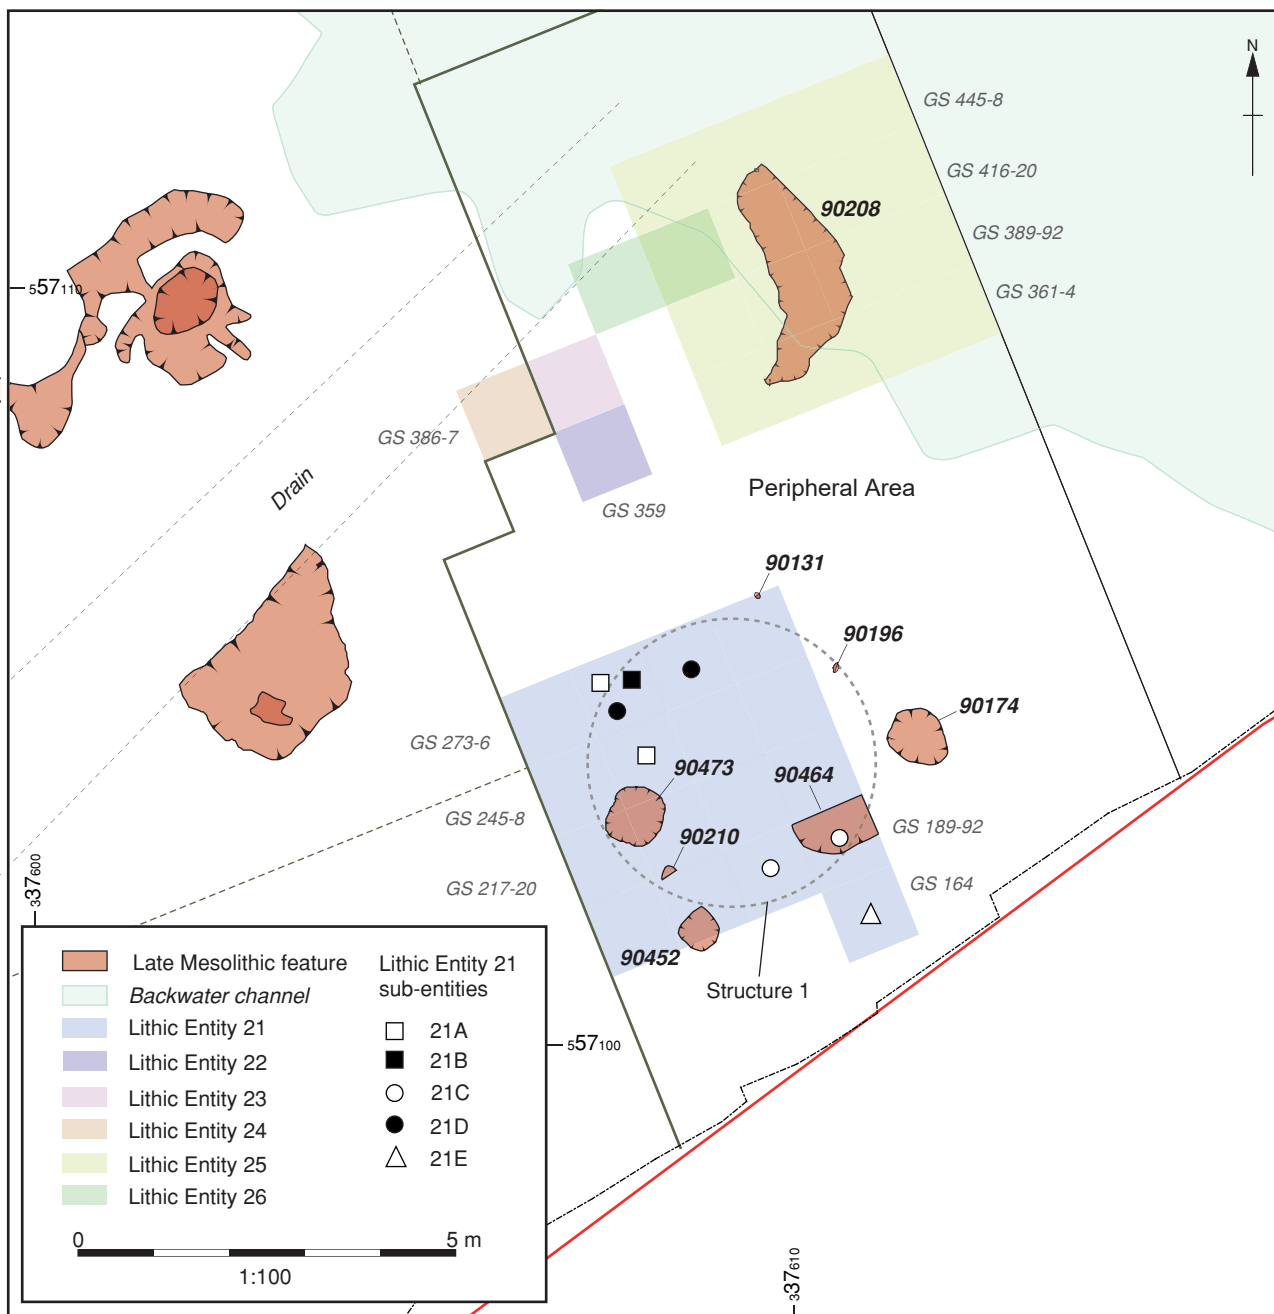 N
GS 445-8
GS 416-20
90208
GS 389-92
557110
GS 361-4
GS 386-7
Drain
Peripheral Area
GS 359
90131
90196
90174
GS 273-6
90473
90464
GS 245-8
GS 189-92
90210
337600
GS 217-20
GS 164
90452
Structure 1
Late Mesolithic feature
Backwater channel
Lithic Entity 21
Lithic Entity 22
Lithic Entity 23
Lithic Entity 24
Lithic Entity 25
Lithic Entity 26
Lithic Entity 21
sub-entities
21A
21B
21C
21D
21E
0
5 m
1:100
557100
337610